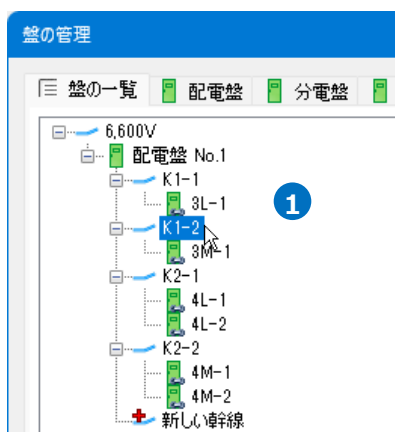 盤の管理
盤の一覧 配電盤 分電盤
6,600V
配電盤 No.1
K1-1
3L-1
1
K1-2
3M-1
K2-1
4L-1
4L-2
K2-2
4M-1
4M-2
新しい幹線